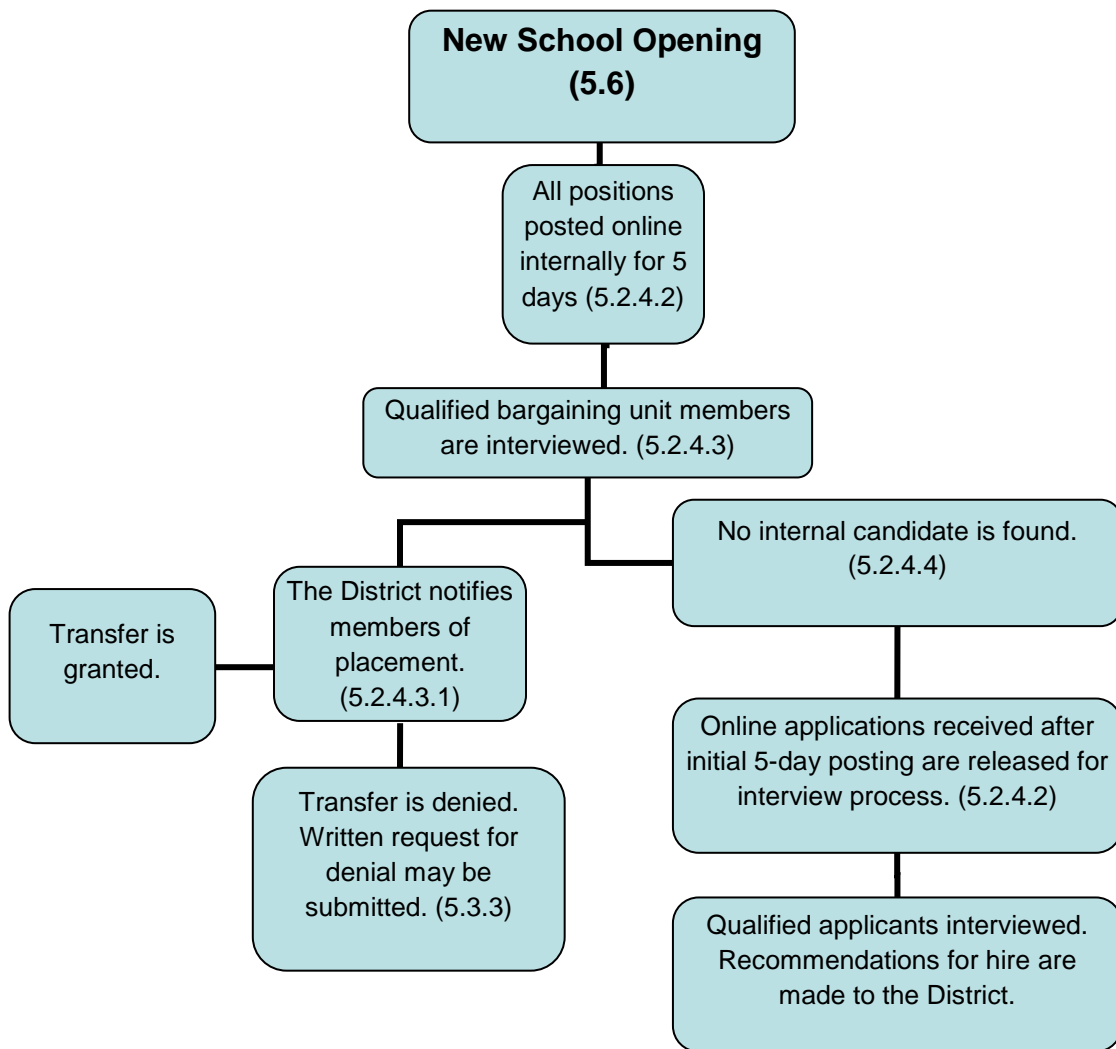 New School Opening
(5.6)
All positions
posted online
internally for 5
days (5.2.4.2)
Qualified bargaining unit members
are interviewed. (5.2.4.3)
No internal candidate is found.
(5.2.4.4)
The District notifies
members of
placement.
(5.2.4.3.1)
Transfer is
granted.
Online applications received after
initial 5-day posting are released for
interview process. (5.2.4.2)
Transfer is denied.
Written request for
denial may be
submitted. (5.3.3)
Qualified applicants interviewed.
Recommendations for hire are
made to the District.